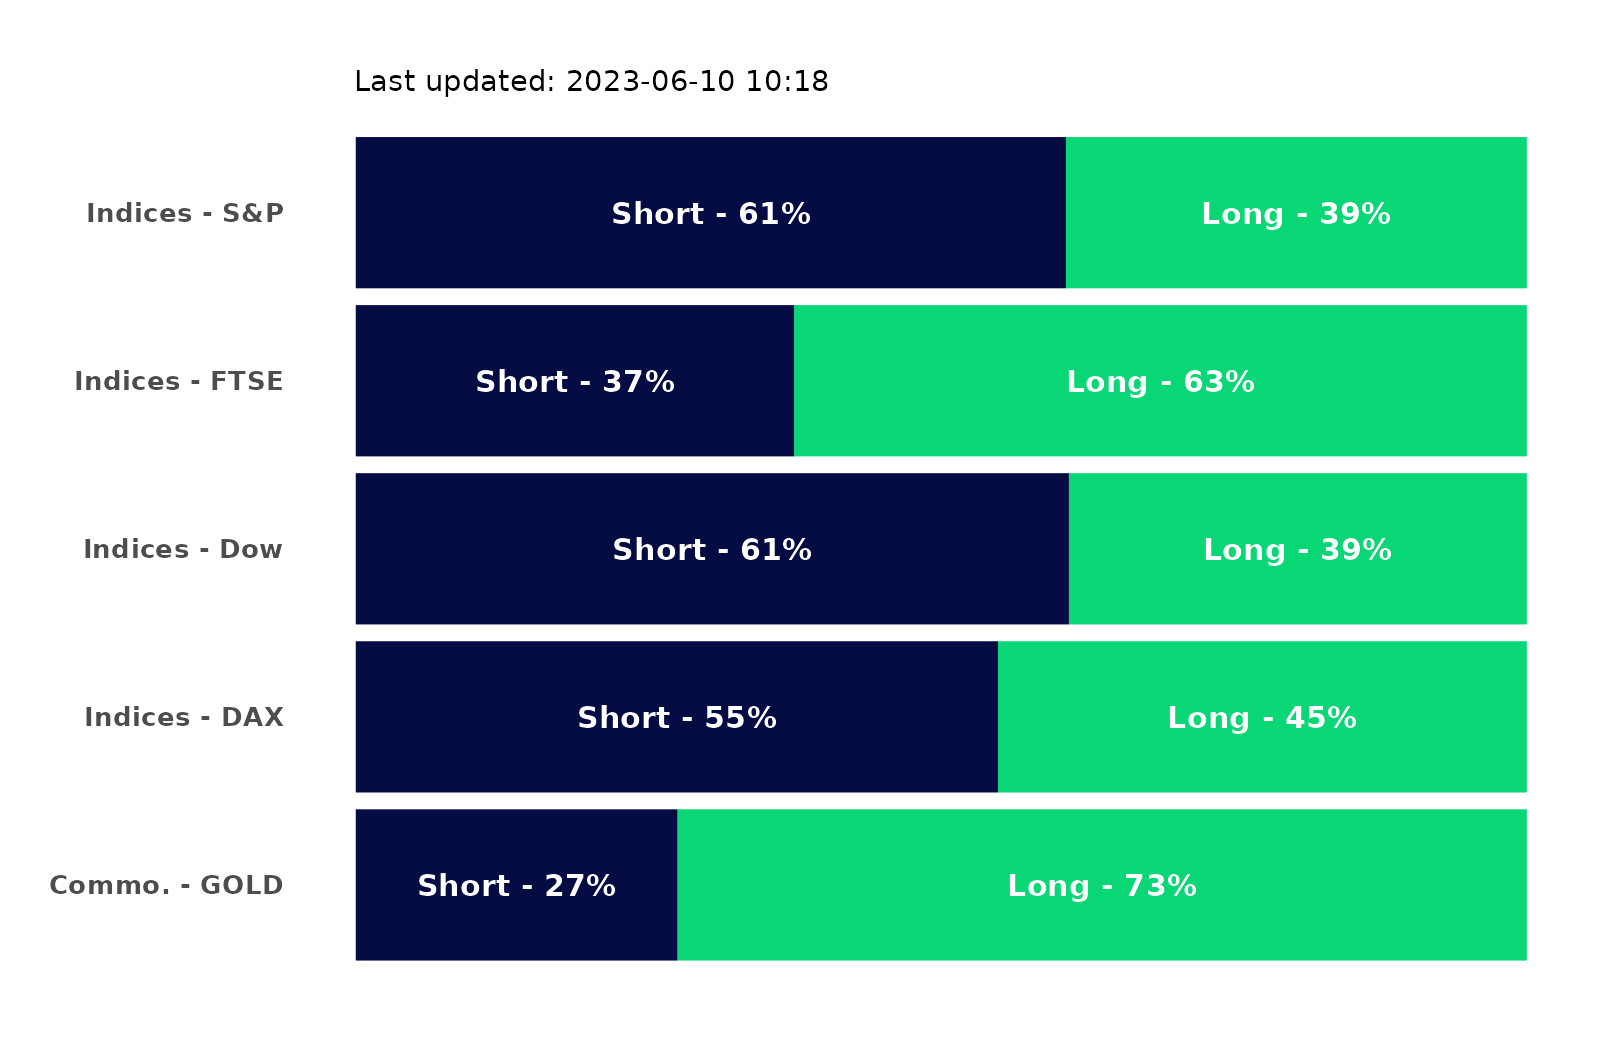 Last updated: 2023-06-10 10:18
Indices - S&P Short - 61% Long - 39%
Indices - FTSE Short - 37% Long - 63%
Indices - Dow Short - 61% Long - 39%
Indices - DAX Short - 55% Long - 45%
Commo. - GOLD Short - 27% Long - 73%